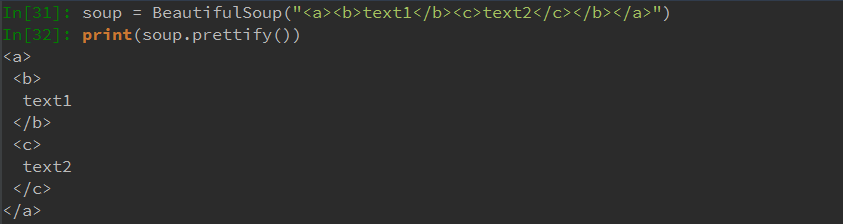 In[31]: soup = BeautifulSoup("<a><b>text1</b><c>text2</c></b></a>")
In[32]: print(soup.prettify())
<a>
 <b>
  text1
 </b>
 <c>
  text2
 </c>
</a>